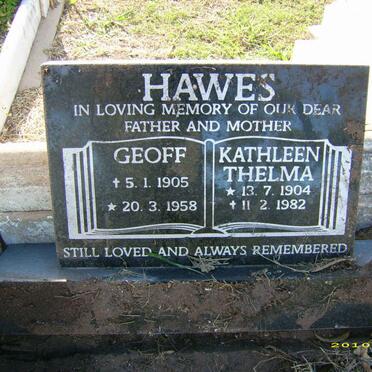 HAWES
IN LOVING MEMORY OF OUR DEAR
FATHER AND MOTHER
GEOFF
✝ 5. 1. 1905
★ 20. 3. 1958
KATHLEEN
THELMA
★ 13. 7. 1904
✝ 11. 2. 1982
STILL LOVED AND ALWAYS REMEMBERED
2010